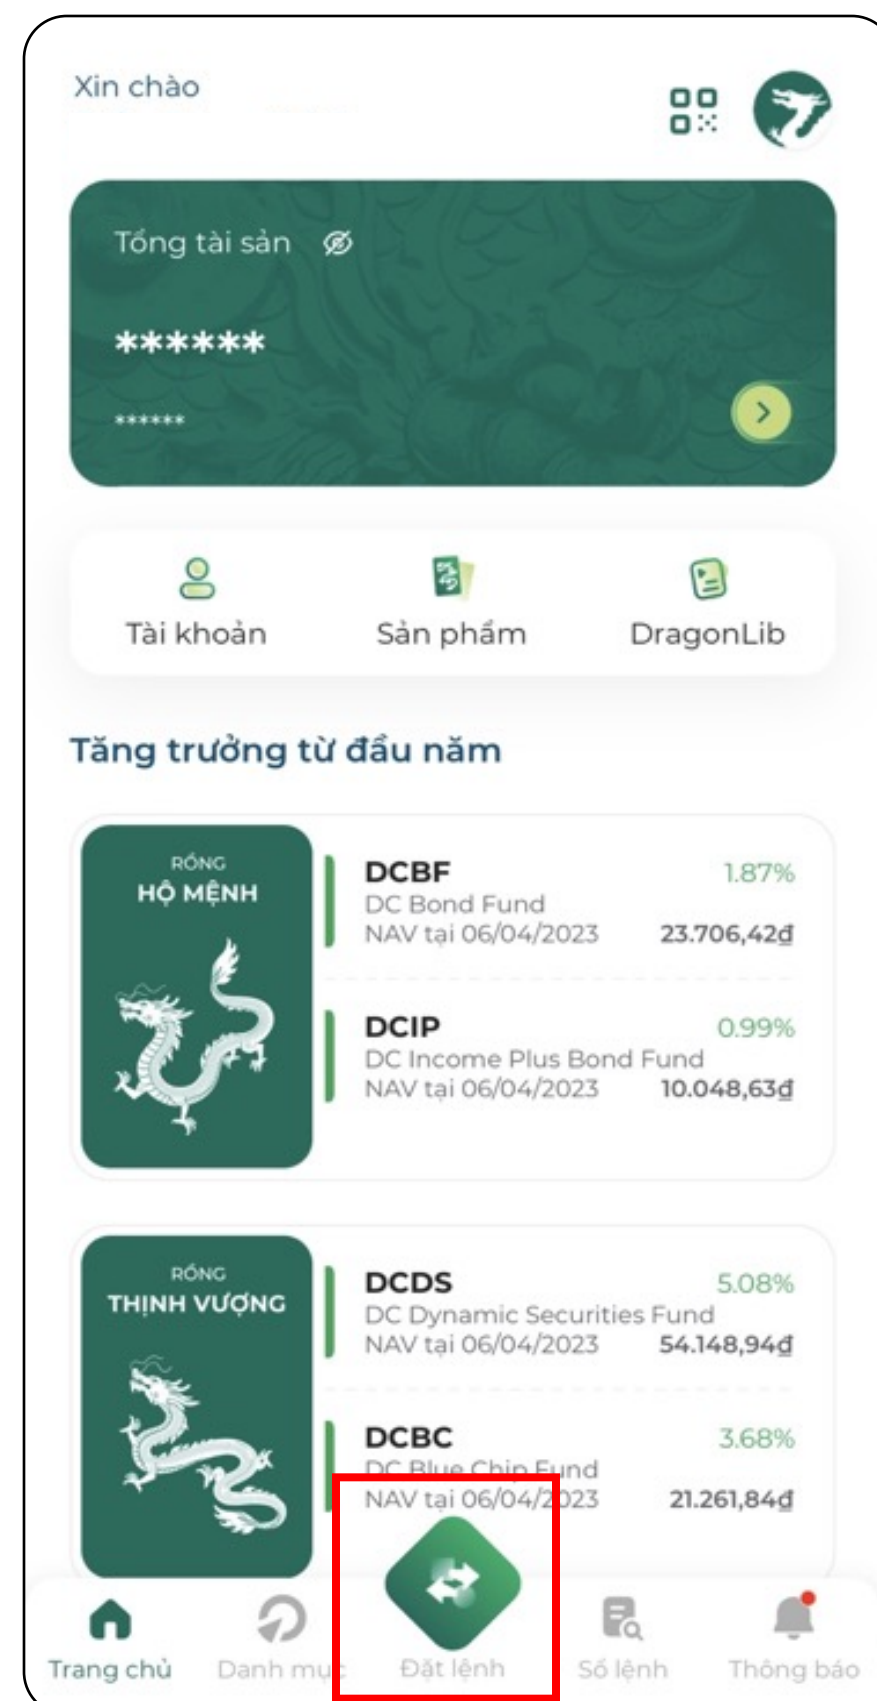 Xin chào
Tổng tài sản
******
******
Tài khoản
Sản phẩm
DragonLib
Tăng trưởng từ đầu năm
RỒNG
HỘ MỆNH
DCBF
1.87%
DC Bond Fund
NAV tại 06/04/2023
23.706,42₫
DCIP
0.99%
DC Income Plus Bond Fund
NAV tại 06/04/2023
10.048,63₫
RỒNG
THỊNH VƯỢNG
DCDS
5.08%
DC Dynamic Securities Fund
NAV tại 06/04/2023
54.148,94₫
DCBC
3.68%
DC Blue Chip Fund
NAV tại 06/04/2023
21.261,84₫
Trang chủ
Danh mục
Đặt lệnh
Sổ lệnh
Thông báo